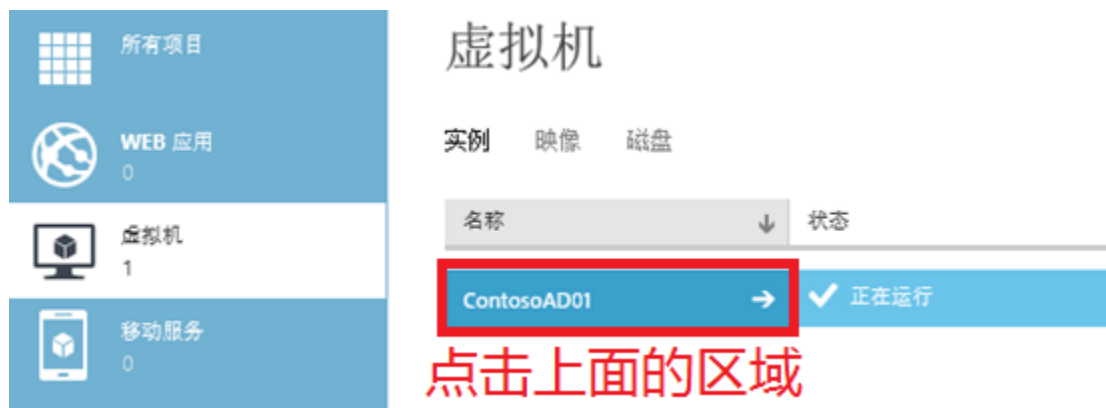 所有项目
WEB 应用
0
虚拟机
1
移动服务
0
虚拟机
实例 映像 磁盘
名称 状态
ContosoAD01 正在运行
点击上面的区域